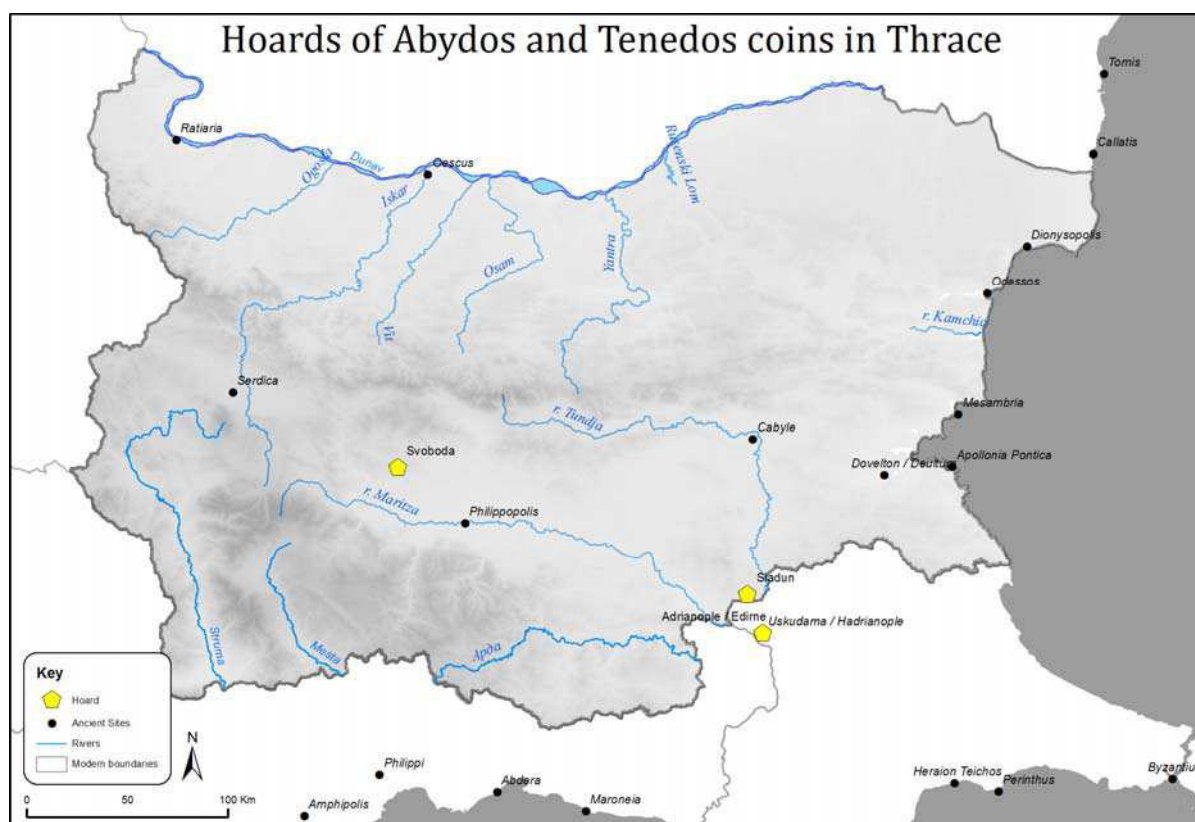 Hoards of Abydos and Tenedos coins in Thrace
Tomis
Ratiaria
Ogosta
Dunav
Oescus
Iskar
Rusenski Lom
Callatis
Dionysopolis
Osam
Yantra
Vit
Odessos
r. Kamchia
Serdica
Mesambria
r. Tundja
Cabyle
Svoboda
Dovelton / Deultum
Apollonia Pontica
r. Maritza
Philippopolis
Sladun
Adrianople / Edirne
Uskudama / Hadrianople
Struma
Mesta
Арда
Key
Hoard
Ancient Sites
Rivers
Modern boundaries
N
0 50 100 Km
Philippi
Abdera
Amphipolis
Maroneia
Heraion Teichos
Perinthus
Byzantiu